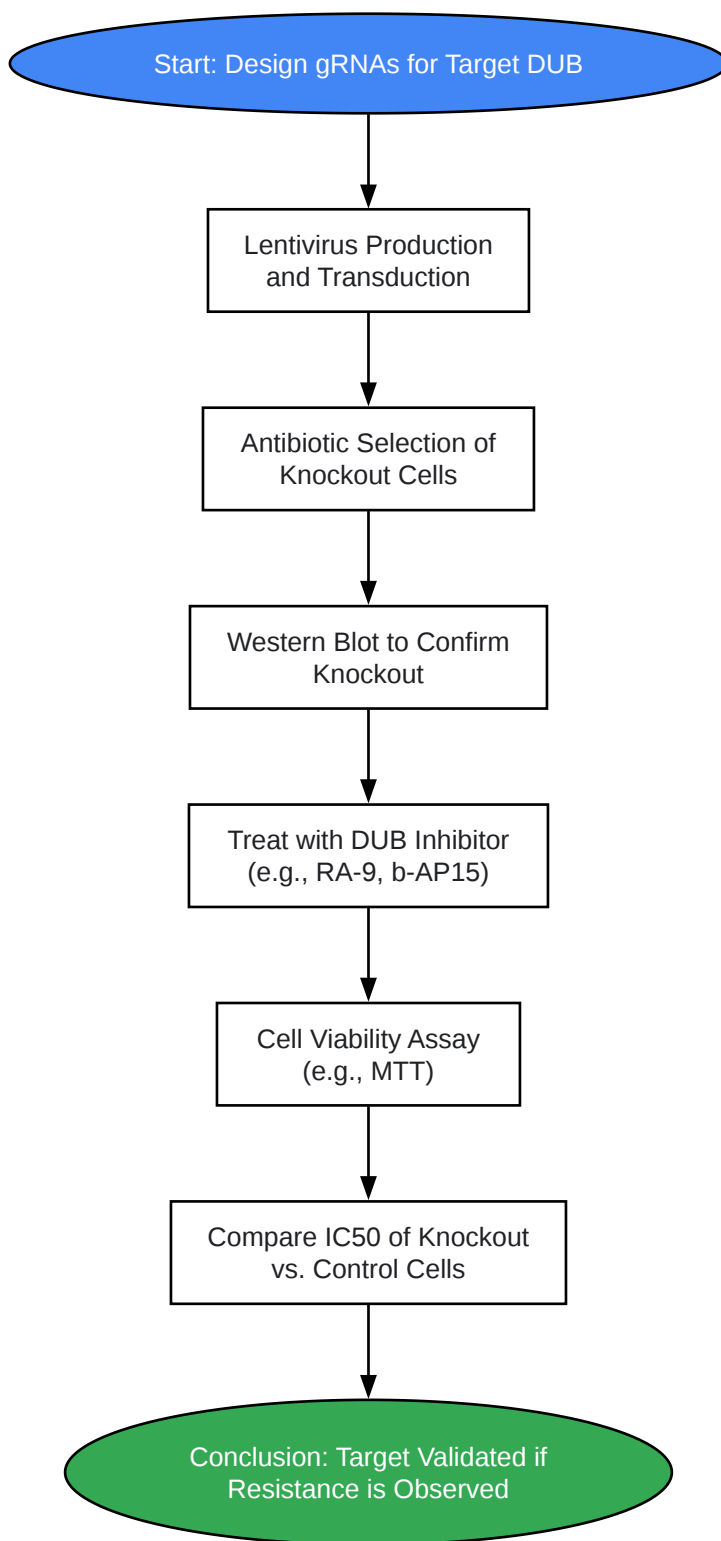 Start: Design gRNAs for Target DUB
Lentivirus Production
and Transduction
Antibiotic Selection of
Knockout Cells
Western Blot to Confirm
Knockout
Treat with DUB Inhibitor
(e.g., RA-9, b-AP15)
Cell Viability Assay
(e.g., MTT)
Compare IC50 of Knockout
vs. Control Cells
Conclusion: Target Validated if
Resistance is Observed